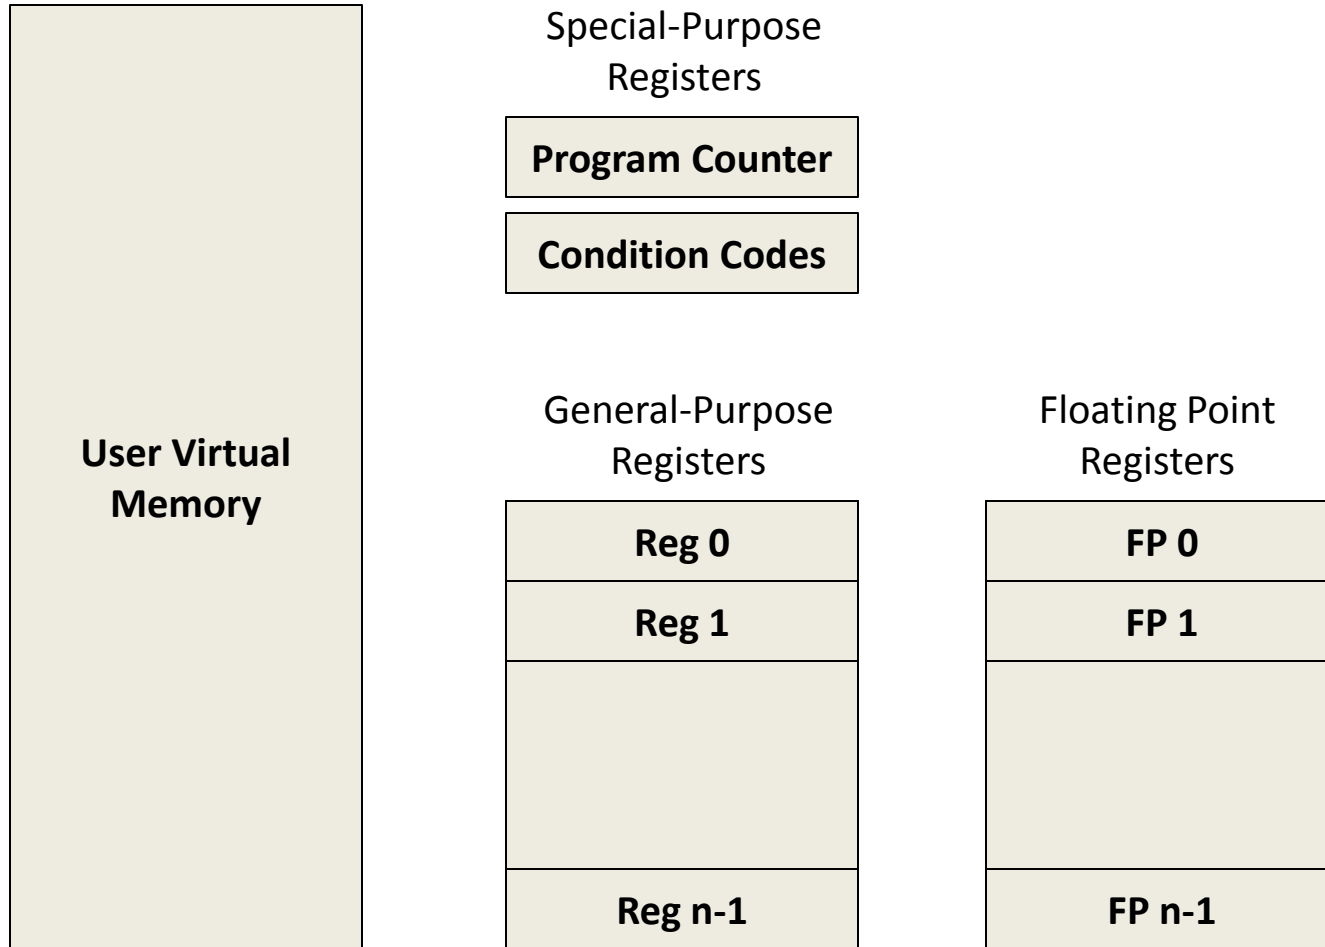 User Virtual
Memory
Special-Purpose
Registers
Program Counter
Condition Codes
General-Purpose
Registers
Reg 0
Reg 1
Reg n-1
Floating Point
Registers
FP 0
FP 1
FP n-1